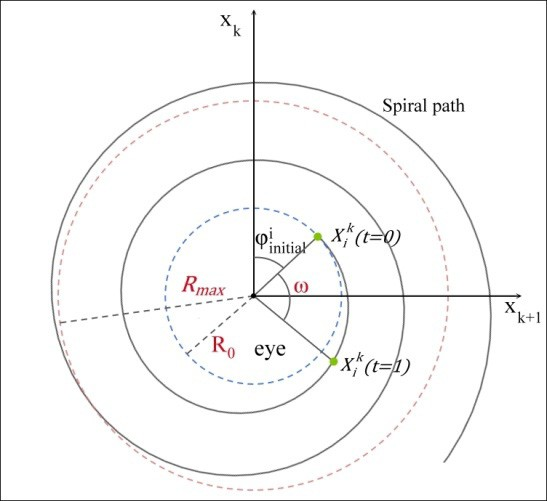 x_k
Spiral path
φ^i_initial
X_i^k(t=0)
R_max
ω
x_k+1
R_0
eye
X_i^k(t=1)